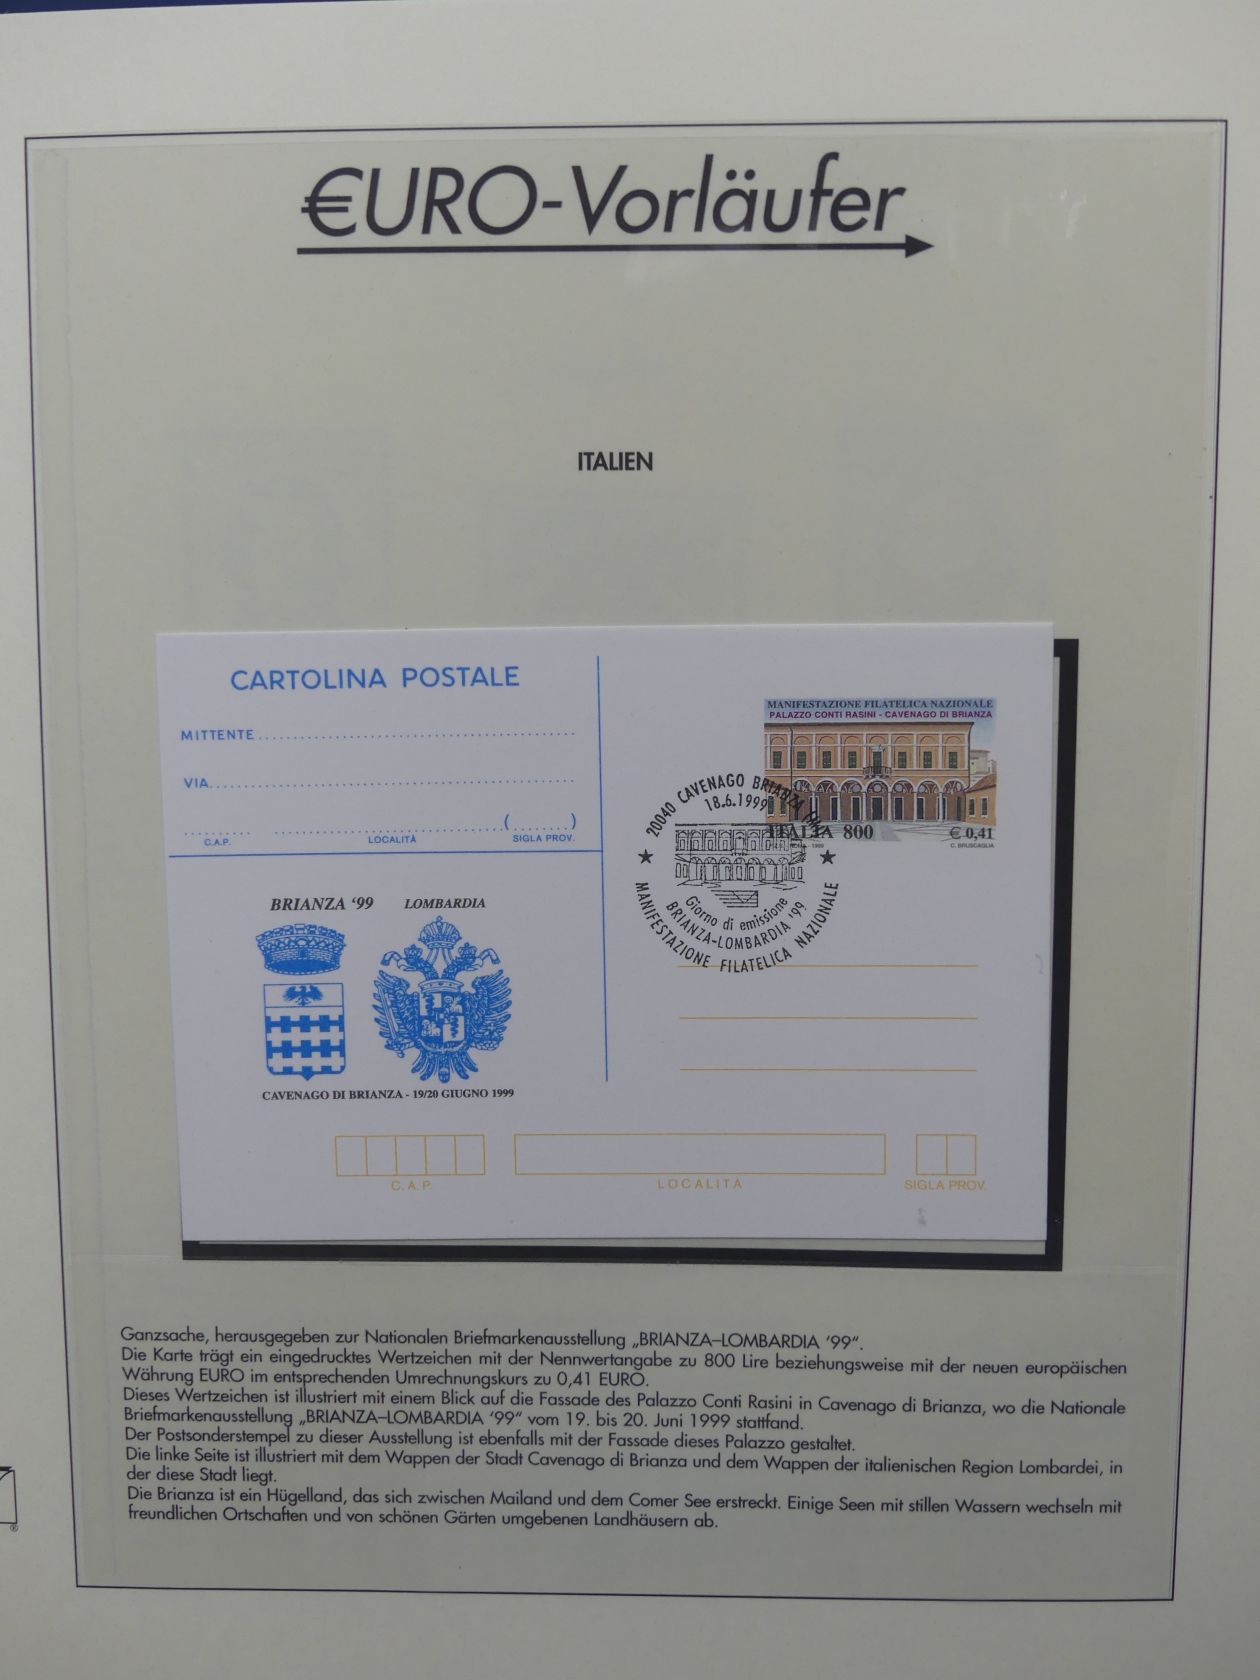 €URO-Vorläufer
ITALIEN
CARTOLINA POSTALE
MITTENTE
VIA
( )
C.A.P. LOCALITÀ SIGLA PROV.
BRIANZA '99 LOMBARDIA
CAVENAGO DI BRIANZA - 19/20 GIUGNO 1999
MANIFESTAZIONE FILATELICA NAZIONALE
PALAZZO CONTI RASINI - CAVENAGO DI BRIANZA
ITALIA 800 € 0,41
1999 C. BRUSCAGLIA
20040 CAVENAGO BRIANZA
18.6.1999
Giorno di emissione
BRIANZA-LOMBARDIA '99
MANIFESTAZIONE FILATELICA NAZIONALE
C.A.P. LOCALITÀ SIGLA PROV.
Ganzsache, herausgegeben zur Nationalen Briefmarkenausstellung „BRIANZA–LOMBARDIA '99“.
Die Karte trägt ein eingedrucktes Wertzeichen mit der Nennwertangabe zu 800 Lire beziehungsweise mit der neuen europäischen
Währung EURO im entsprechenden Umrechnungskurs zu 0,41 EURO.
Dieses Wertzeichen ist illustriert mit einem Blick auf die Fassade des Palazzo Conti Rasini in Cavenago di Brianza, wo die Nationale
Briefmarkenausstellung „BRIANZA–LOMBARDIA '99“ vom 19. bis 20. Juni 1999 stattfand.
Der Postsonderstempel zu dieser Ausstellung ist ebenfalls mit der Fassade dieses Palazzo gestaltet.
Die linke Seite ist illustriert mit dem Wappen der Stadt Cavenago di Brianza und dem Wappen der italienischen Region Lombardei, in
der diese Stadt liegt.
Die Brianza ist ein Hügelland, das sich zwischen Mailand und dem Comer See erstreckt. Einige Seen mit stillen Wassern wechseln mit
freundlichen Ortschaften und von schönen Gärten umgebenen Landhäusern ab.
®